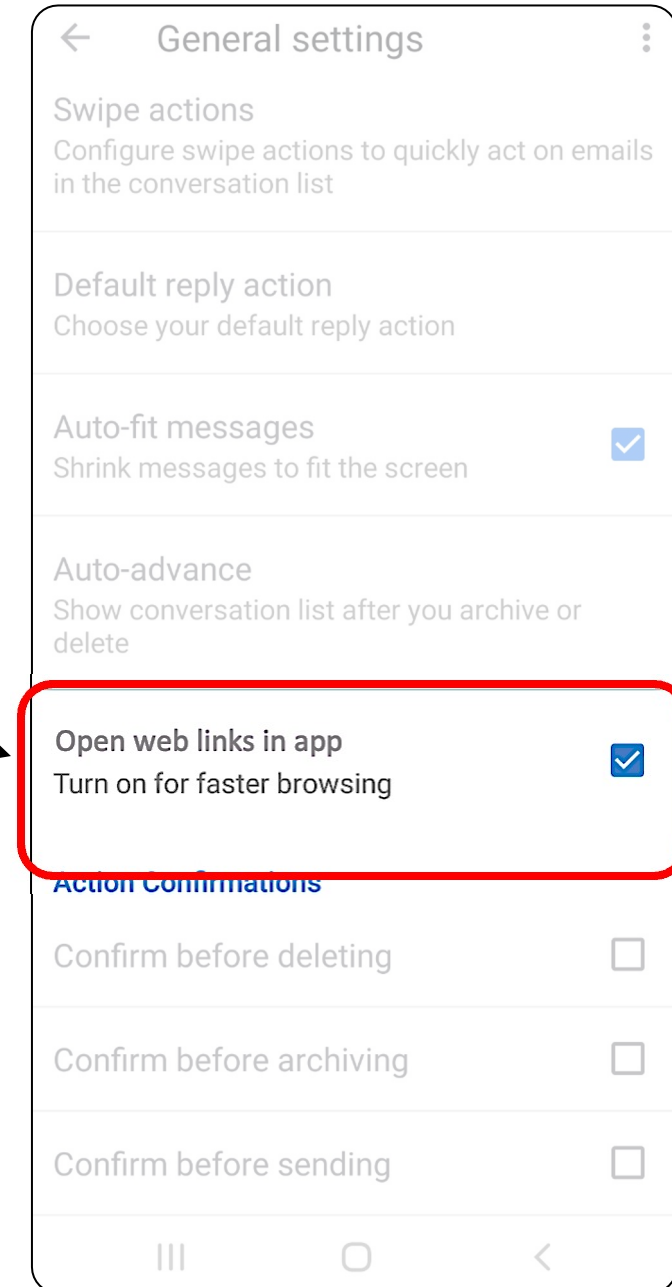 General settings
Swipe actions
Configure swipe actions to quickly act on emails
in the conversation list
Default reply action
Choose your default reply action
Auto-fit messages
Shrink messages to fit the screen
Auto-advance
Show conversation list after you archive or
delete
Open web links in app
Turn on for faster browsing
Action Confirmations
Confirm before deleting
Confirm before archiving
Confirm before sending